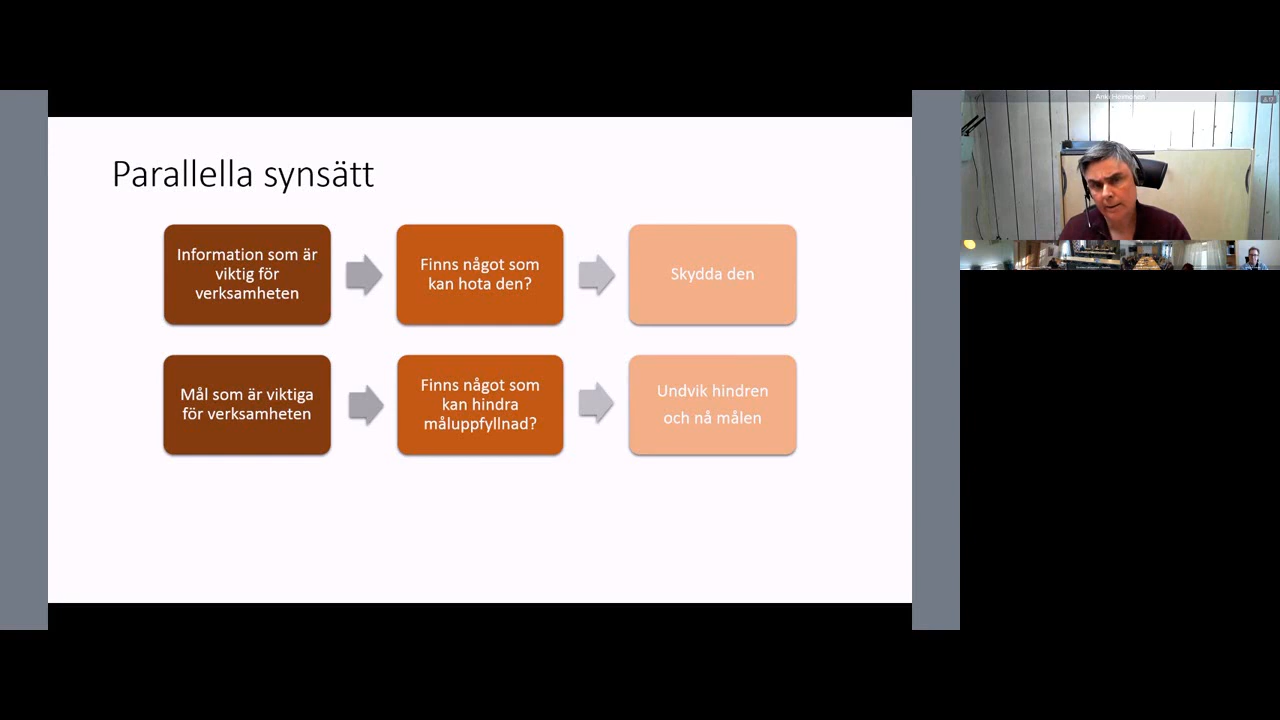 Parallella synsätt
Information som är
viktig för
verksamheten
Finns något som
kan hota den?
Skydda den
Mål som är viktiga
för verksamheten
Finns något som
kan hindra
måluppfyllnad?
Undvik hindren
och nå målen